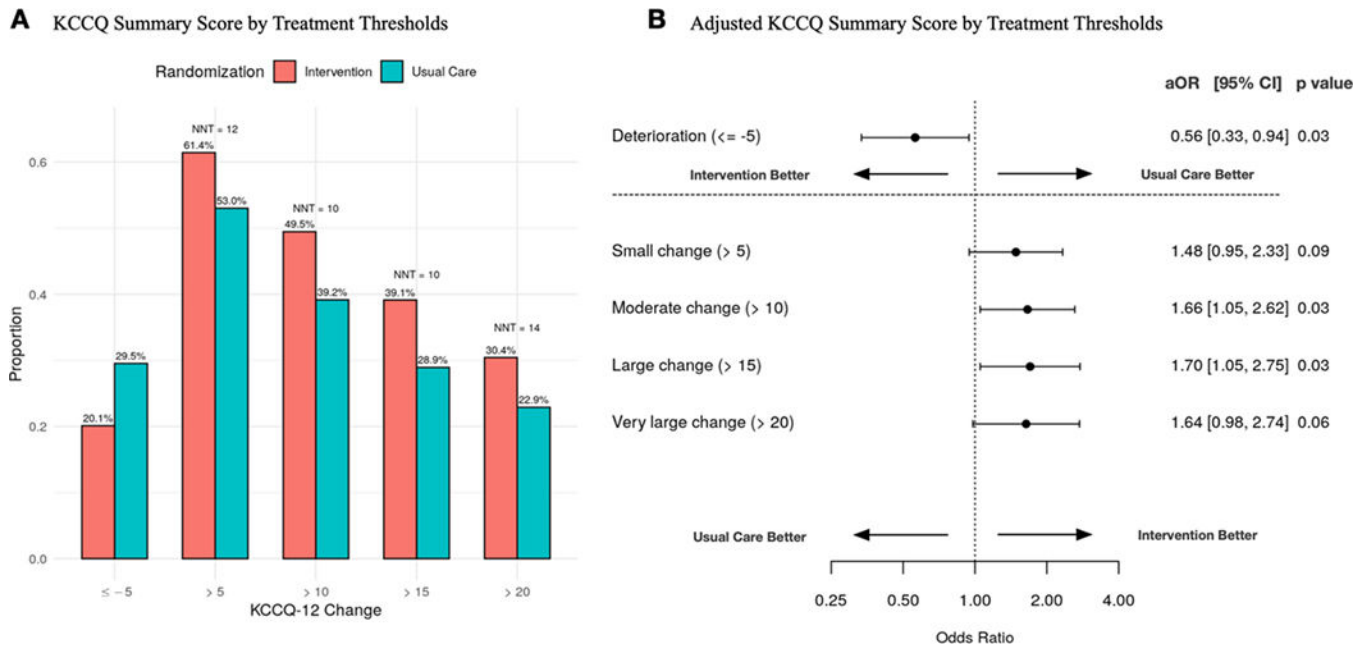 A KCCQ Summary Score by Treatment Thresholds
Randomization Intervention Usual Care
NNT = 12
61.4%
53.0%
NNT = 10
49.5%
39.2%
NNT = 10
39.1%
28.9%
NNT = 14
30.4%
22.9%
29.5%
20.1%
0.6
0.4
0.2
0.0
Proportion
≤ −5 > 5 > 10 > 15 > 20
KCCQ-12 Change
B Adjusted KCCQ Summary Score by Treatment Thresholds
aOR [95% CI] p value
Deterioration (<= -5) 0.56 [0.33, 0.94] 0.03
Intervention Better Usual Care Better
Small change (> 5) 1.48 [0.95, 2.33] 0.09
Moderate change (> 10) 1.66 [1.05, 2.62] 0.03
Large change (> 15) 1.70 [1.05, 2.75] 0.03
Very large change (> 20) 1.64 [0.98, 2.74] 0.06
Usual Care Better Intervention Better
0.25 0.50 1.00 2.00 4.00
Odds Ratio